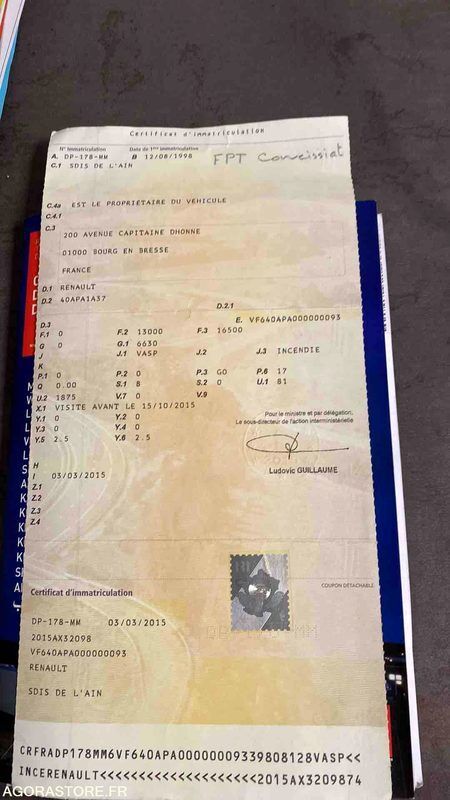 Certificat d'immatriculation
N° Immatriculation Date de 1ère immatriculation
A. DP-178-MM B 12/08/1998 FPT Coneissiat
C.1 SDIS DE L'AIN
C.4a EST LE PROPRIÉTAIRE DU VÉHICULE
C.4.1
C.3
200 AVENUE CAPITAINE DHONNE
01000 BOURG EN BRESSE
FRANCE
D.1 RENAULT
D.2 40APA1A37 D.2.1
D.3 E. VF640APA000000093
F.1 0 F.2 13000 F.3 16500
G 0 G.1 6630
J J.1 VASP J.2 J.3 INCENDIE
K
P.1 0 P.2 0 P.3 GO P.6 17
Q 0.00 S.1 8 S.2 0 U.1 81
U.2 1875 V.7 0 V.9
X.1 VISITE AVANT LE 15/10/2015
Y.1 0 Y.2 0
Y.3 0 Y.4 0
Y.5 2.5 Y.6 2.5
Pour le ministre et par délégation,
Le sous-directeur de l'action interministérielle
Ludovic GUILLAUME
H
I 03/03/2015
Z.1
Z.2
Z.3
Z.4
COUPON DÉTACHABLE
Certificat d'immatriculation
DP-178-MM 03/03/2015
2015AX32098
VF640APA000000093
RENAULT
SDIS DE L'AIN
CRFRADP178MM6VF640APA00000009339808128VASP<<
INCERENAULT<<<<<<<<<<<<<<<<<<<<<2015AX3209874
AGORASTORE.FR